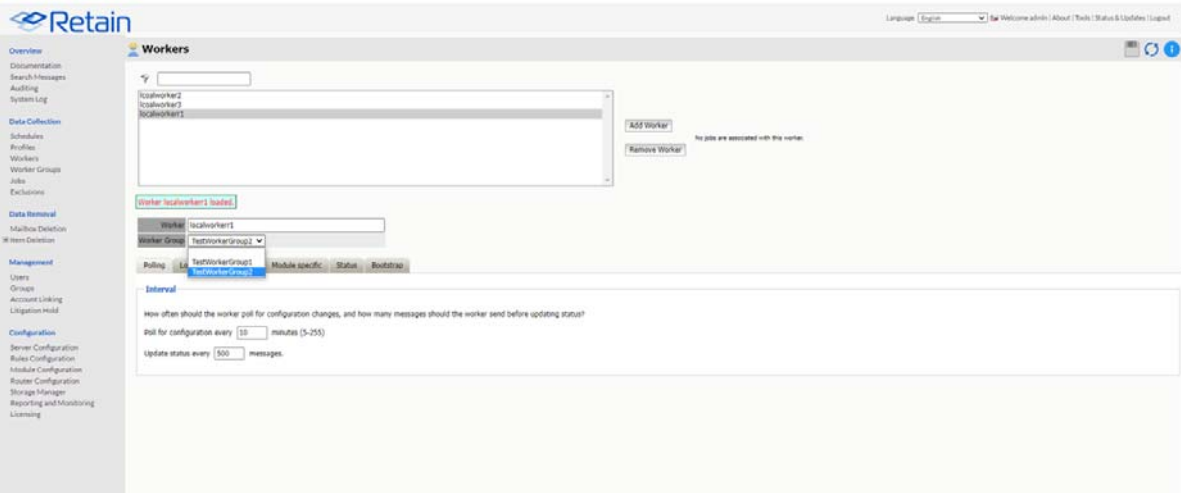 Retain
Language English Welcome admin | About | Tools | Status & Updates | Logout
Overview
Documentation
Search Messages
Auditing
System Log
Data Collection
Schedules
Profiles
Workers
Worker Groups
Jobs
Exclusions
Data Removal
Mailbox Deletion
Item Deletion
Management
Users
Groups
Account Linking
Litigation Hold
Configuration
Server Configuration
Rules Configuration
Module Configuration
Router Configuration
Storage Manager
Reporting and Monitoring
Licensing
Workers
lcoalworker2
lcoalworker3
localworkerr1
Add Worker
Remove Worker
No jobs are associated with this worker.
Worker localworkerr1 loaded.
Worker localworkerr1
Worker Group TestWorkerGroup2
TestWorkerGroup1
TestWorkerGroup2
Polling Module specific Status Bootstrap
Interval
How often should the worker poll for configuration changes, and how many messages should the worker send before updating status?
Poll for configuration every 10 minutes (5-255)
Update status every 500 messages.